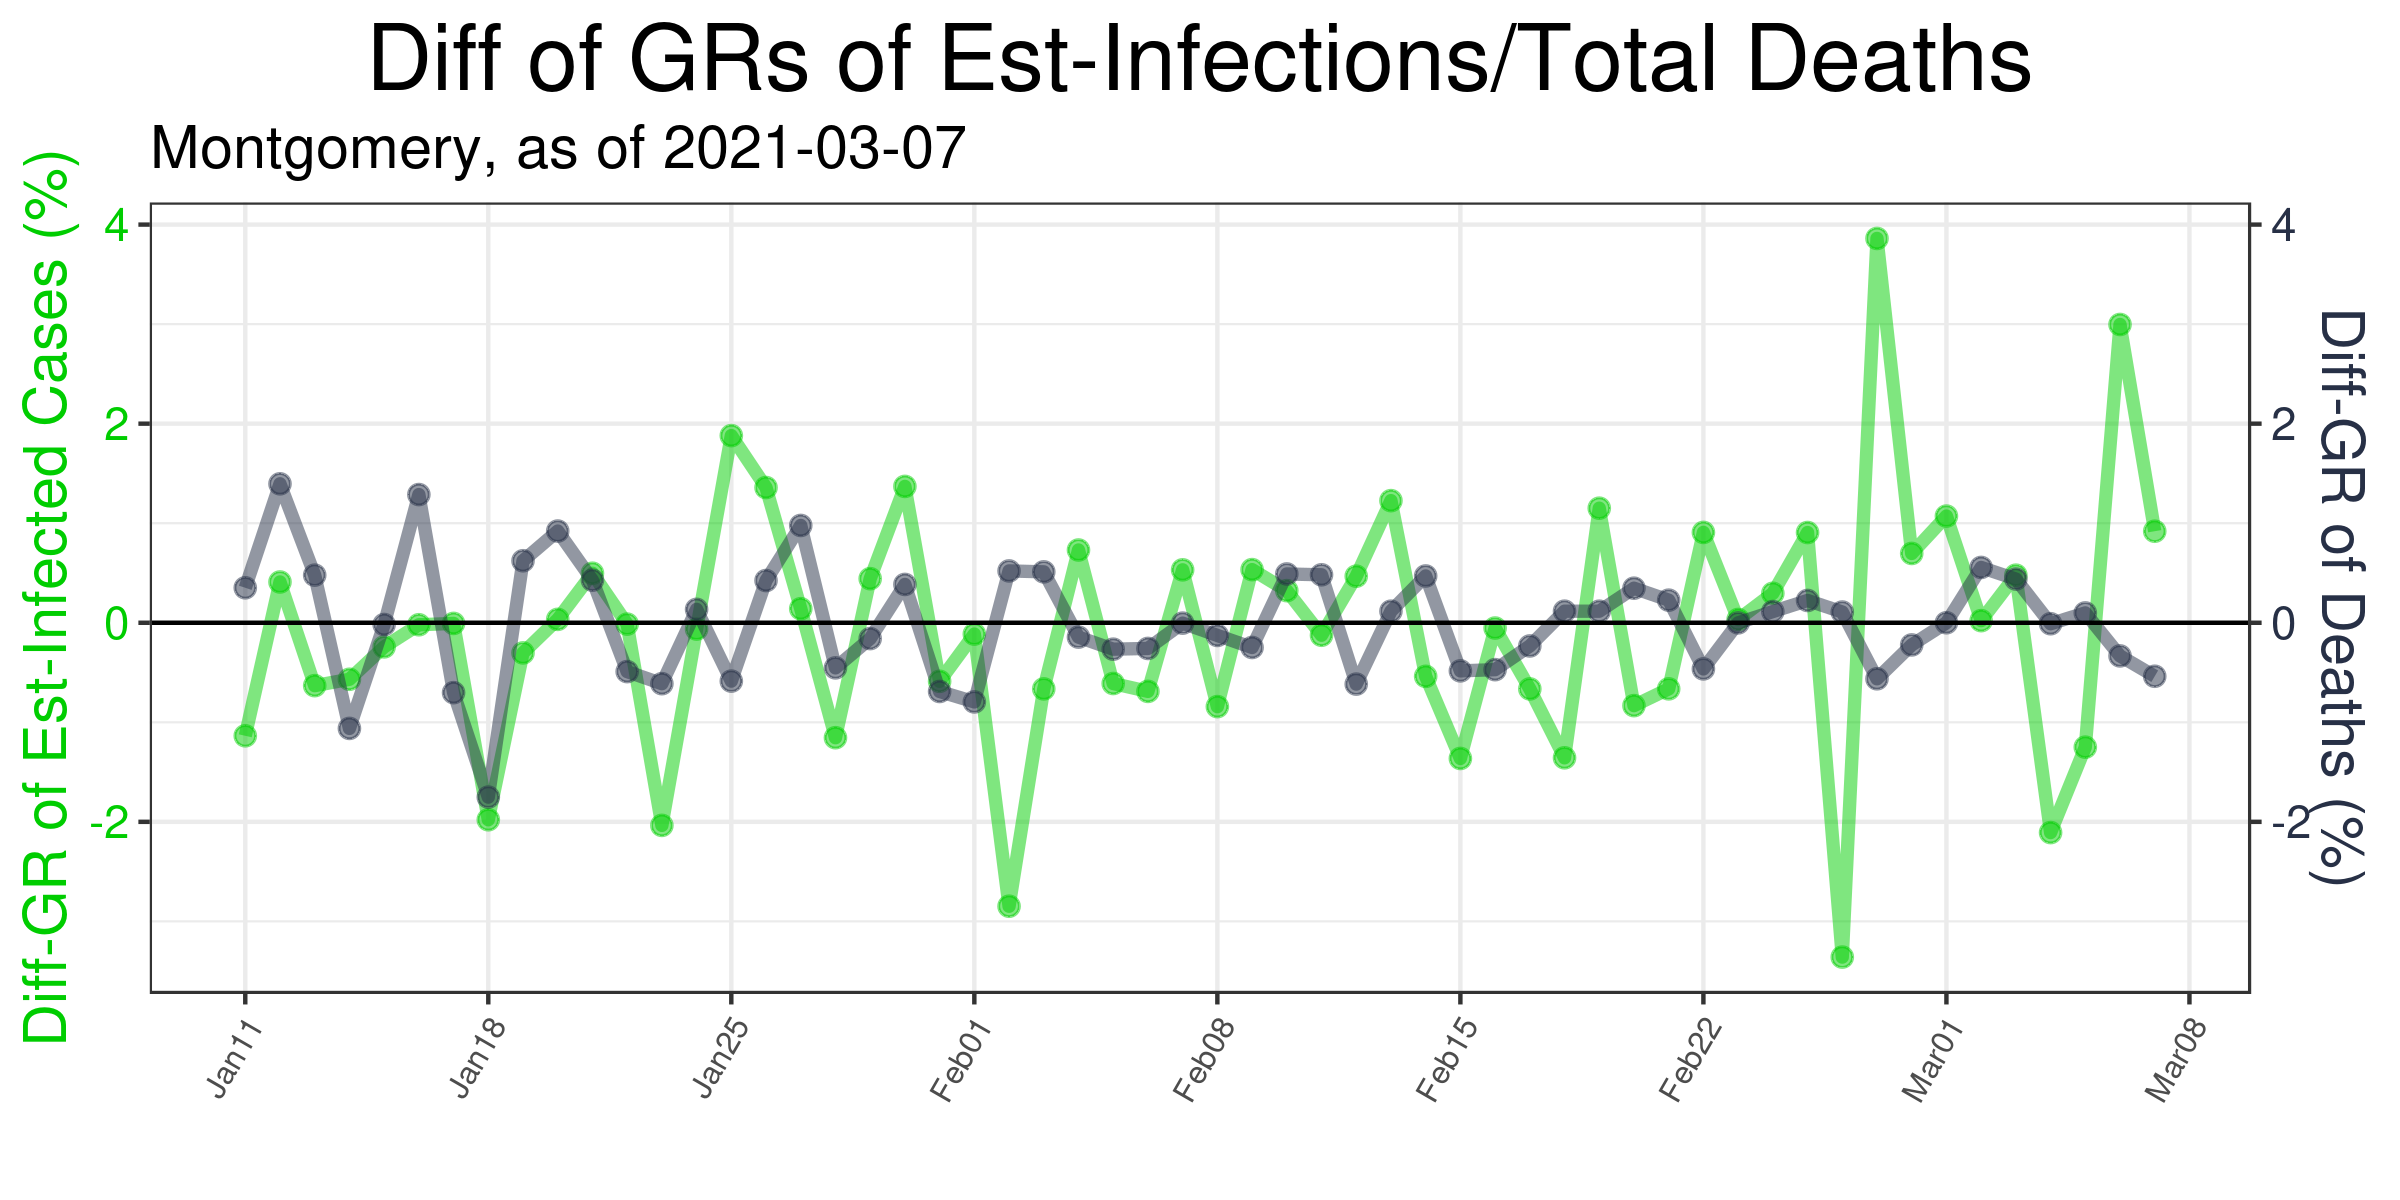 Diff of GRs of Est-Infections/Total Deaths
Montgomery, as of 2021-03-07
Diff-GR of Est-Infected Cases (%)
4
2
0
-2
4
2
0
-2
Diff-GR of Deaths (%)
Jan11
Jan18
Jan25
Feb01
Feb08
Feb15
Feb22
Mar01
Mar08